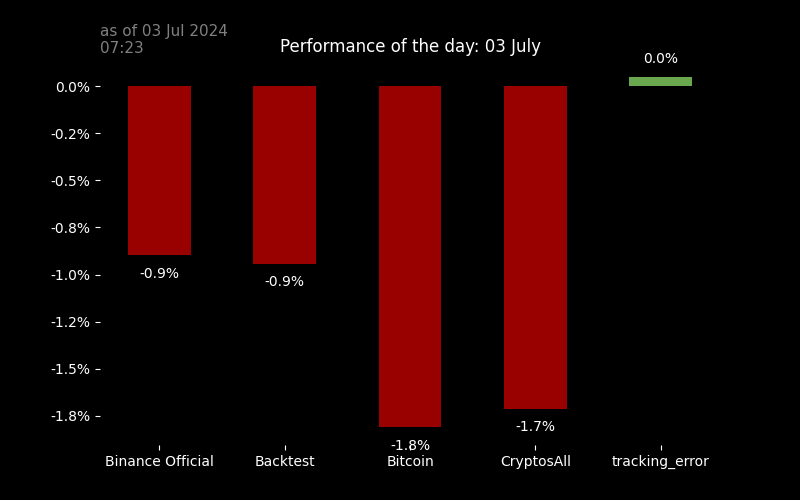 as of 03 Jul 2024
07:23
Performance of the day: 03 July
0.0%
0.0%
-0.2%
-0.5%
-0.8%
-1.0%
-1.2%
-1.5%
-1.8%
-0.9%
-0.9%
-1.8%
-1.7%
Binance Official
Backtest
Bitcoin
CryptosAll
tracking_error